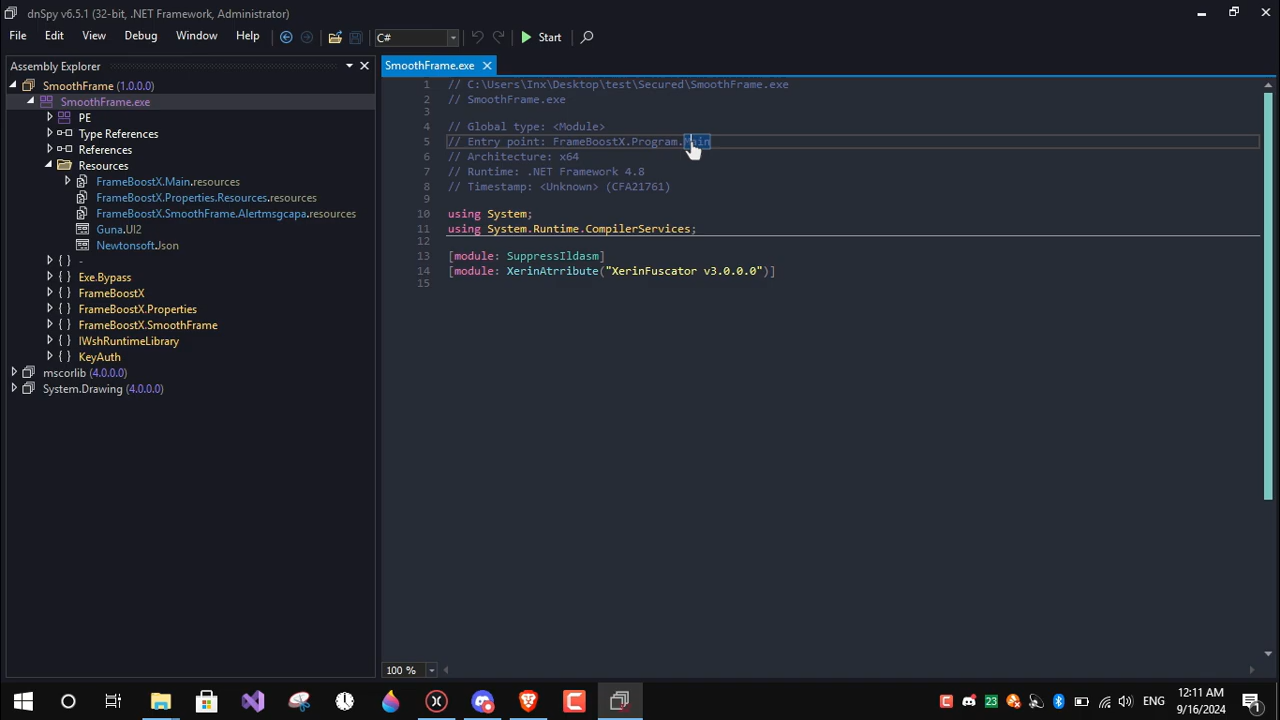 dnSpy v6.5.1 (32-bit, .NET Framework, Administrator)
File Edit View Debug Window Help C# Start
Assembly Explorer
SmoothFrame (1.0.0.0)
SmoothFrame.exe
PE
Type References
References
Resources
FrameBoostX.Main.resources
FrameBoostX.Properties.Resources.resources
FrameBoostX.SmoothFrame.Alertmsgcapa.resources
Guna.UI2
Newtonsoft.Json
{ } -
{ } Exe.Bypass
{ } FrameBoostX
{ } FrameBoostX.Properties
{ } FrameBoostX.SmoothFrame
{ } IWshRuntimeLibrary
{ } KeyAuth
mscorlib (4.0.0.0)
System.Drawing (4.0.0.0)
SmoothFrame.exe
1 // C:\Users\Inx\Desktop\test\Secured\SmoothFrame.exe
2 // SmoothFrame.exe
3
4 // Global type: <Module>
5 // Entry point: FrameBoostX.Program.Main
6 // Architecture: x64
7 // Runtime: .NET Framework 4.8
8 // Timestamp: <Unknown> (CFA21761)
9
10 using System;
11 using System.Runtime.CompilerServices;
12
13 [module: SuppressIldasm]
14 [module: XerinAtrribute("XerinFuscator v3.0.0.0")]
15
100 %
23 ENG 12:11 AM
9/16/2024 1